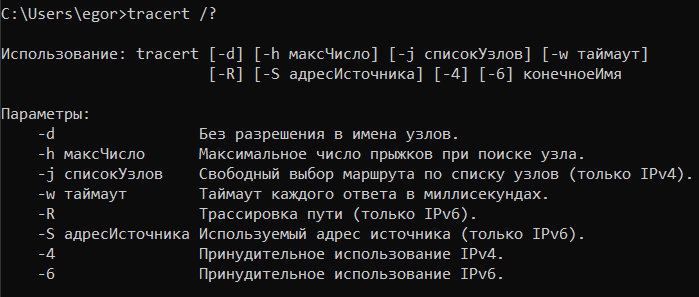 C:\Users\egor>tracert /?
Использование: tracert [-d] [-h максЧисло] [-j списокУзлов] [-w таймаут]
[-R] [-S адресИсточника] [-4] [-6] конечноеИмя
Параметры:
-d Без разрешения в имена узлов.
-h максЧисло Максимальное число прыжков при поиске узла.
-j списокУзлов Свободный выбор маршрута по списку узлов (только IPv4).
-w таймаут Таймаут каждого ответа в миллисекундах.
-R Трассировка пути (только IPv6).
-S адресИсточника Используемый адрес источника (только IPv6).
-4 Принудительное использование IPv4.
-6 Принудительное использование IPv6.